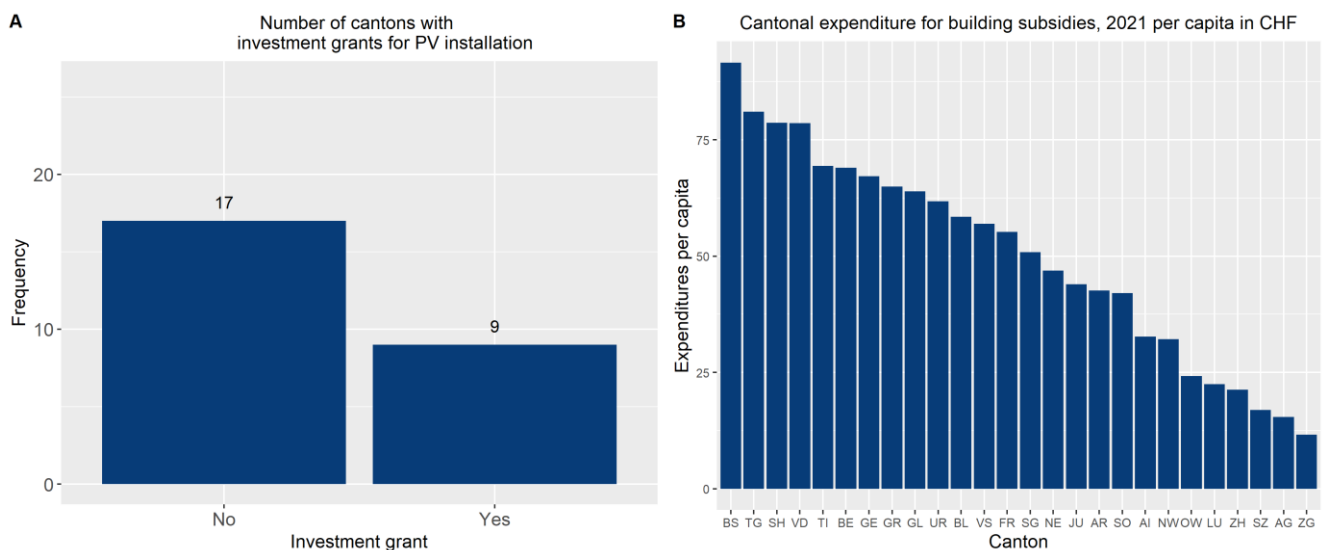 A
Number of cantons with
investment grants for PV installation
20
10
0
Frequency
17
9
No
Yes
Investment grant
B
Cantonal expenditure for building subsidies, 2021 per capita in CHF
75
50
25
0
Expenditures per capita
BS TG SH VD TI BE GE GR GL UR BL VS FR SG NE JU AR SO AI NW OW LU ZH SZ AG ZG
Canton